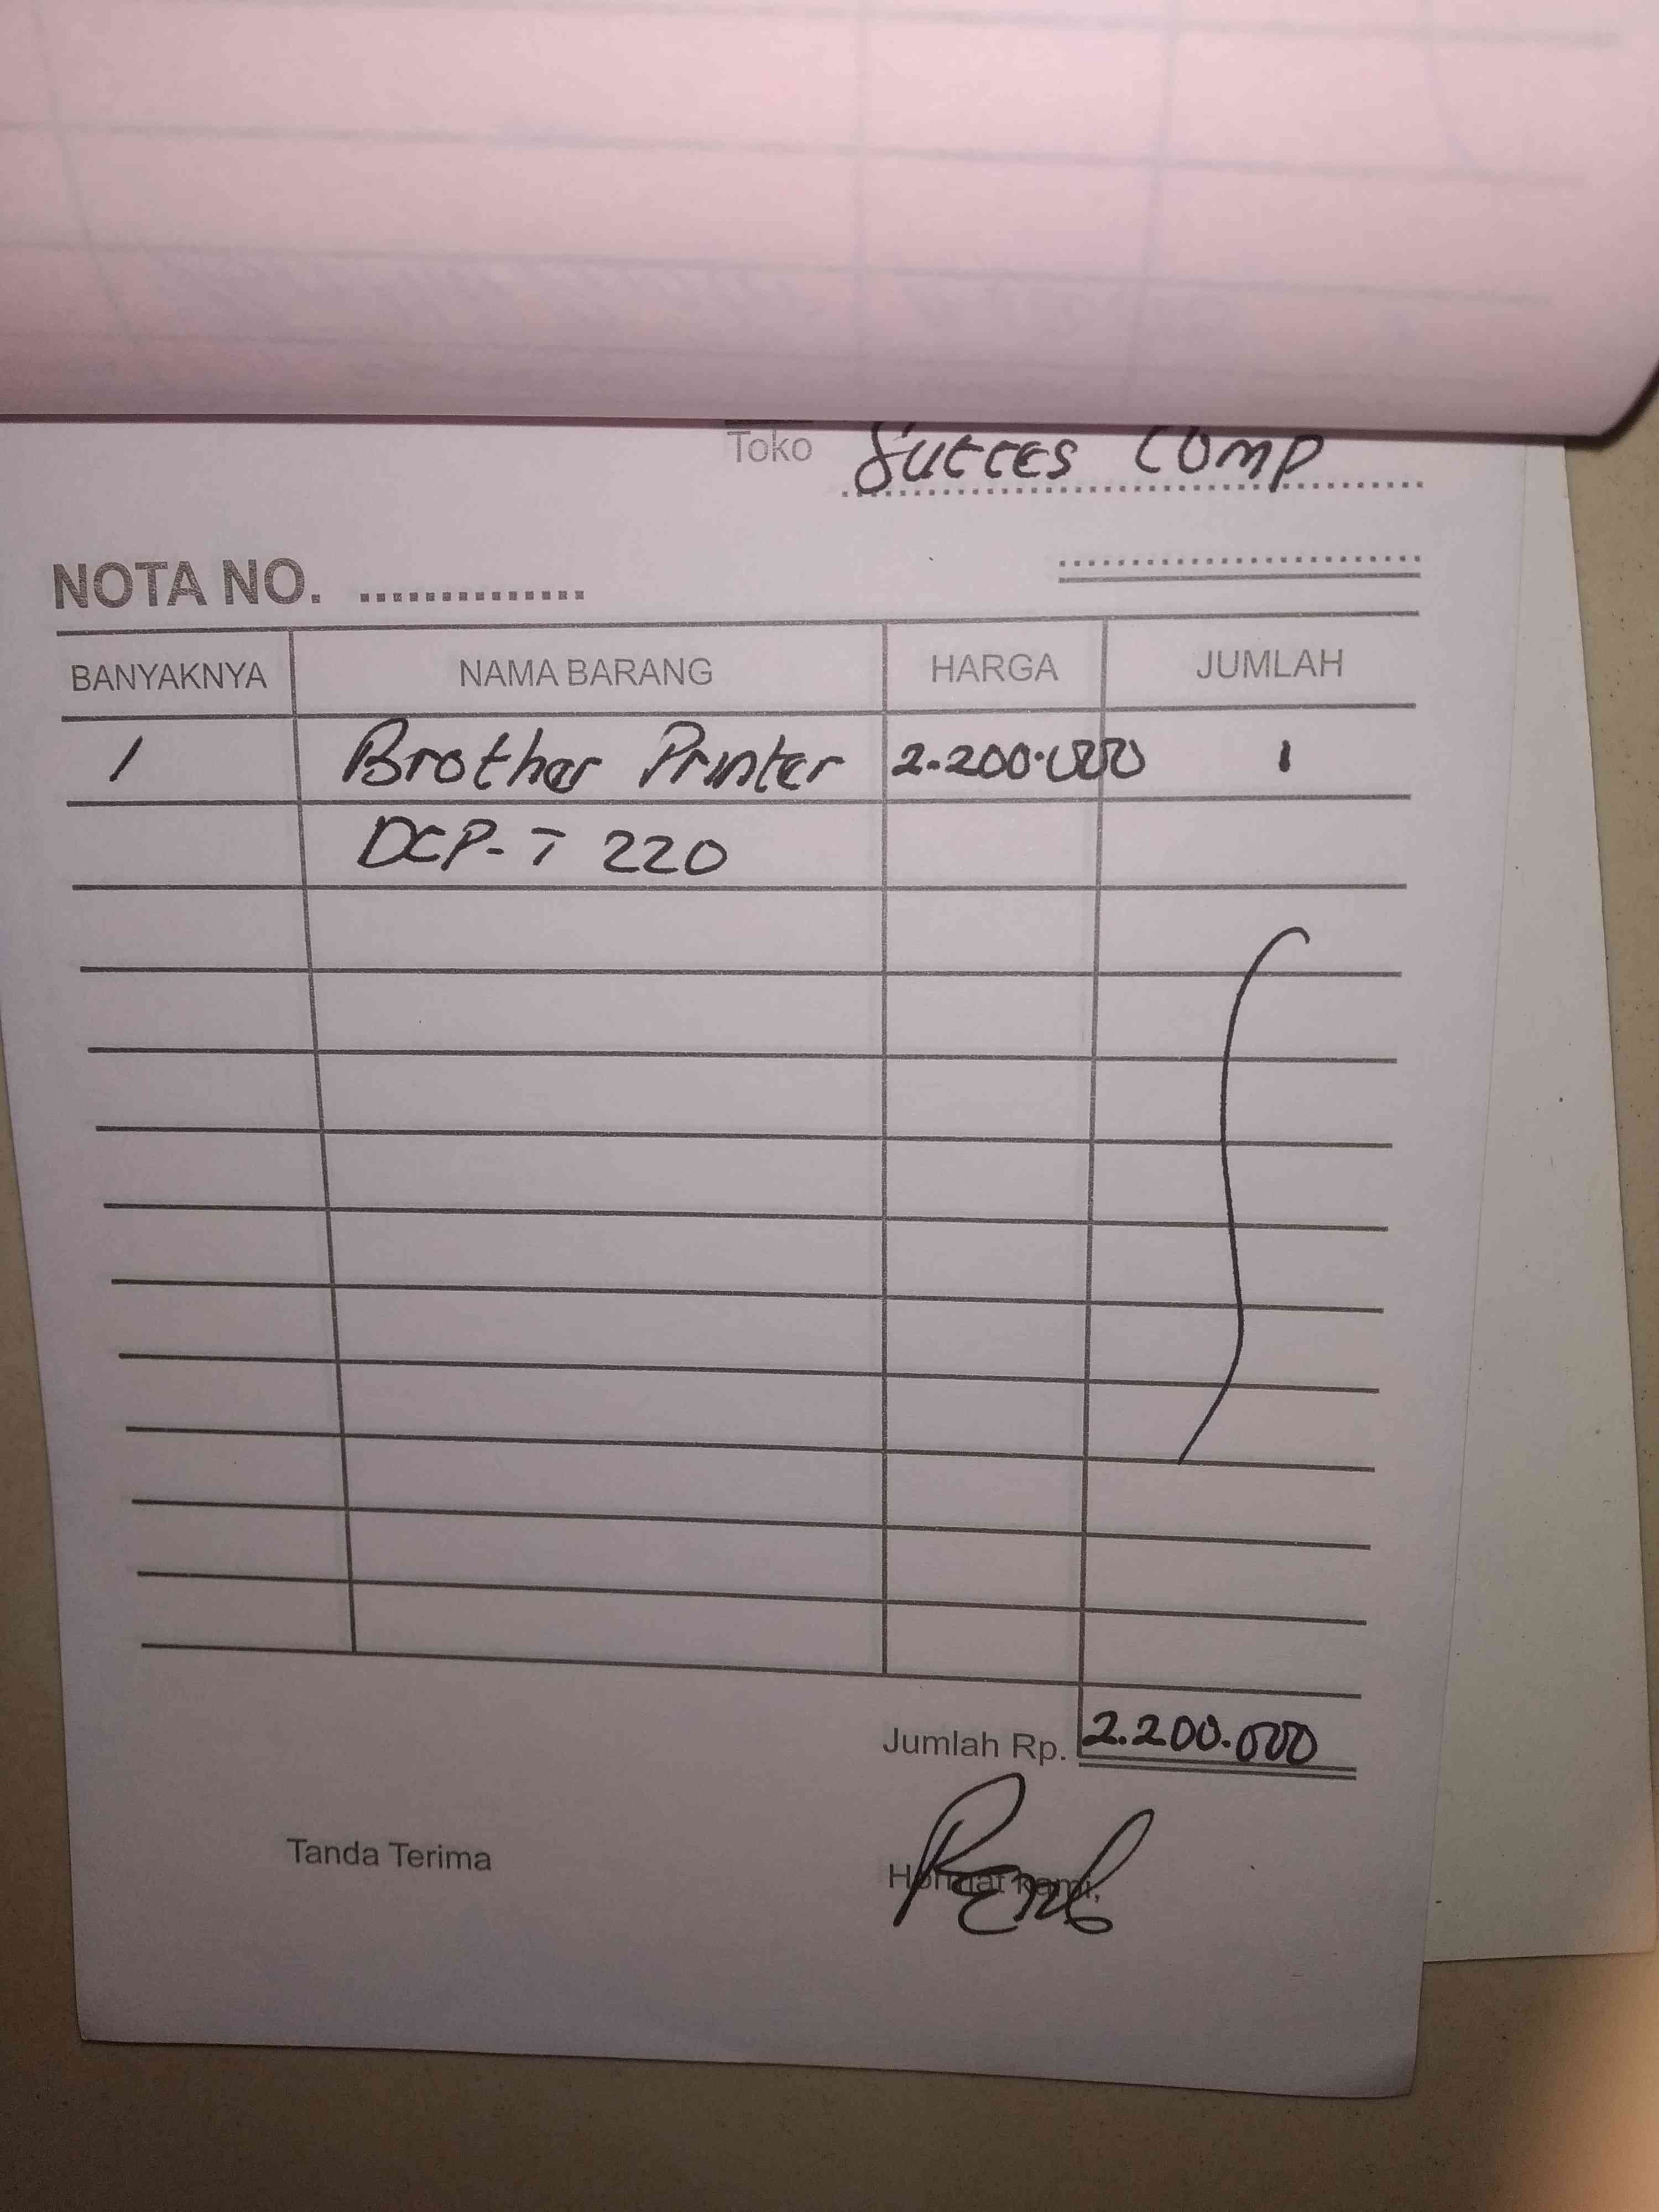 Toko Succes Comp
NOTA NO. ..............
BANYAKNYA NAMA BARANG HARGA JUMLAH
1 Brother Printer 2.200.000 1
DCP-T 220
Jumlah Rp. 2.200.000
Tanda Terima Hormat kami,